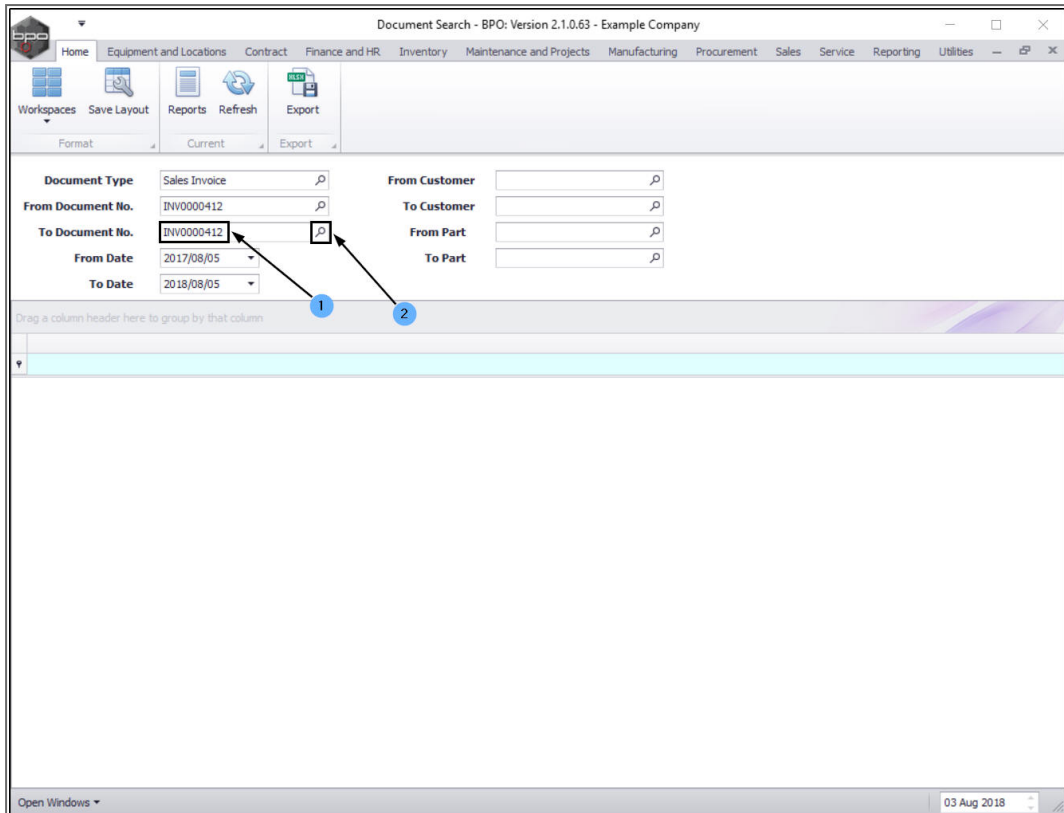 Document Search - BPO: Version 2.1.0.63 - Example Company
bpo
Home Equipment and Locations Contract Finance and HR Inventory Maintenance and Projects Manufacturing Procurement Sales Service Reporting Utilities
Workspaces Save Layout Reports Refresh XLSX Export
Format Current Export
Document Type Sales Invoice From Customer
From Document No. INV0000412 To Customer
To Document No. INV0000412 From Part
From Date 2017/08/05 To Part
To Date 2018/08/05
1 2
Drag a column header here to group by that column
Open Windows 03 Aug 2018